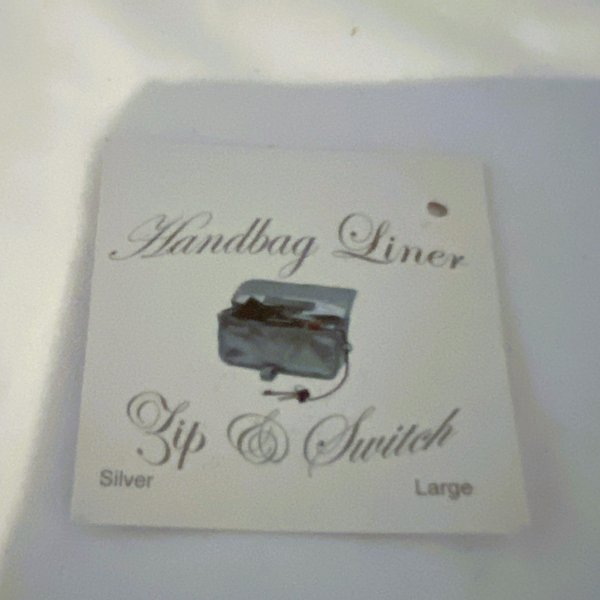 Handbag Liner
Zip & Switch
Silver
Large